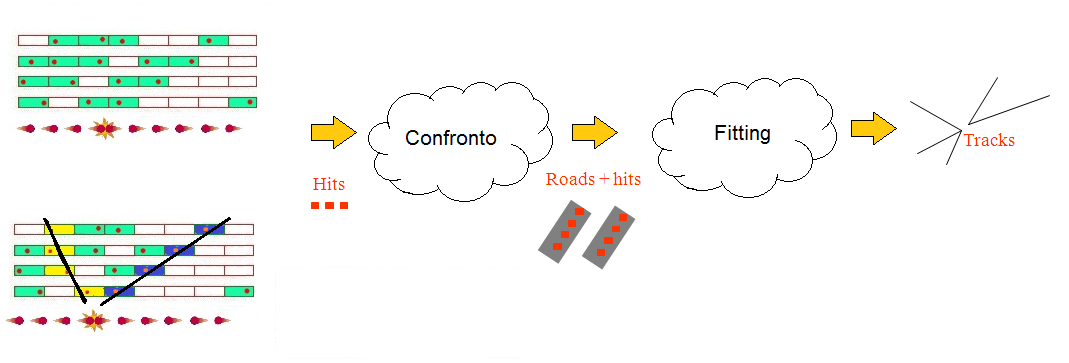 Hits
Confronto
Roads + hits
Fitting
Tracks